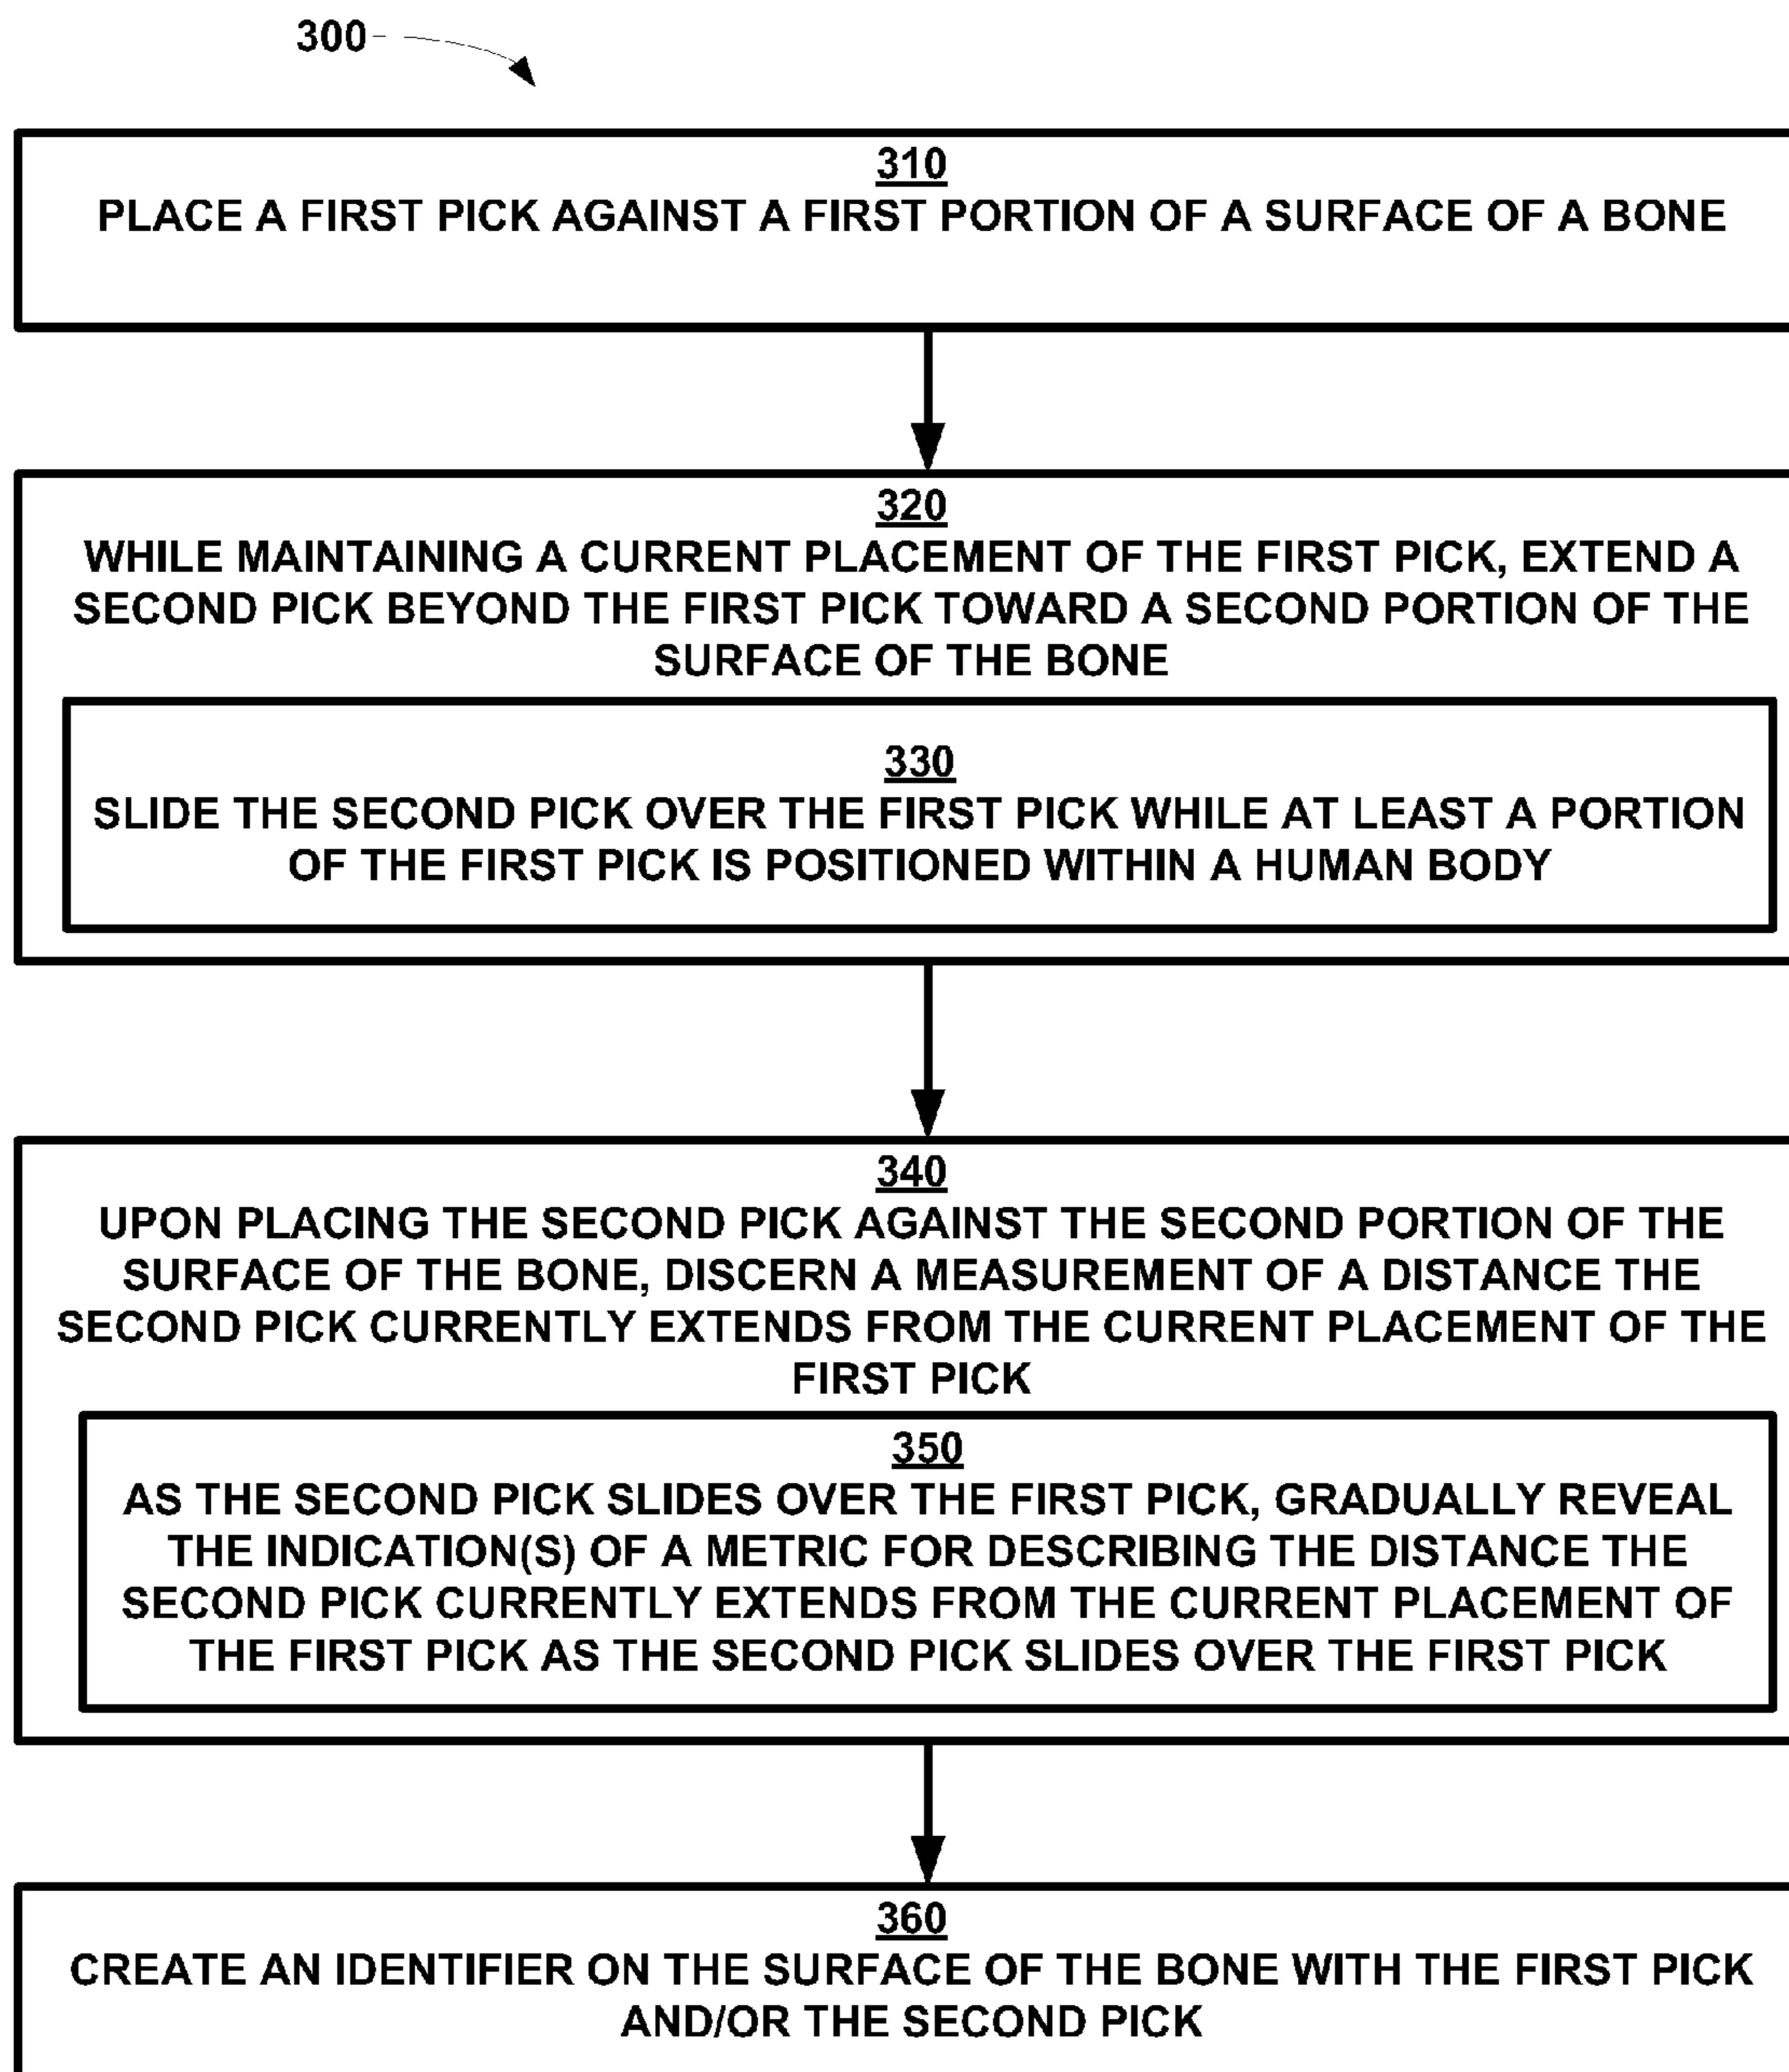 300
310
PLACE A FIRST PICK AGAINST A FIRST PORTION OF A SURFACE OF A BONE
320
WHILE MAINTAINING A CURRENT PLACEMENT OF THE FIRST PICK, EXTEND A
SECOND PICK BEYOND THE FIRST PICK TOWARD A SECOND PORTION OF THE
SURFACE OF THE BONE
330
SLIDE THE SECOND PICK OVER THE FIRST PICK WHILE AT LEAST A PORTION
OF THE FIRST PICK IS POSITIONED WITHIN A HUMAN BODY
340
UPON PLACING THE SECOND PICK AGAINST THE SECOND PORTION OF THE
SURFACE OF THE BONE, DISCERN A MEASUREMENT OF A DISTANCE THE
SECOND PICK CURRENTLY EXTENDS FROM THE CURRENT PLACEMENT OF THE
FIRST PICK
350
AS THE SECOND PICK SLIDES OVER THE FIRST PICK, GRADUALLY REVEAL
THE INDICATION(S) OF A METRIC FOR DESCRIBING THE DISTANCE THE
SECOND PICK CURRENTLY EXTENDS FROM THE CURRENT PLACEMENT OF
THE FIRST PICK AS THE SECOND PICK SLIDES OVER THE FIRST PICK
360
CREATE AN IDENTIFIER ON THE SURFACE OF THE BONE WITH THE FIRST PICK
AND/OR THE SECOND PICK